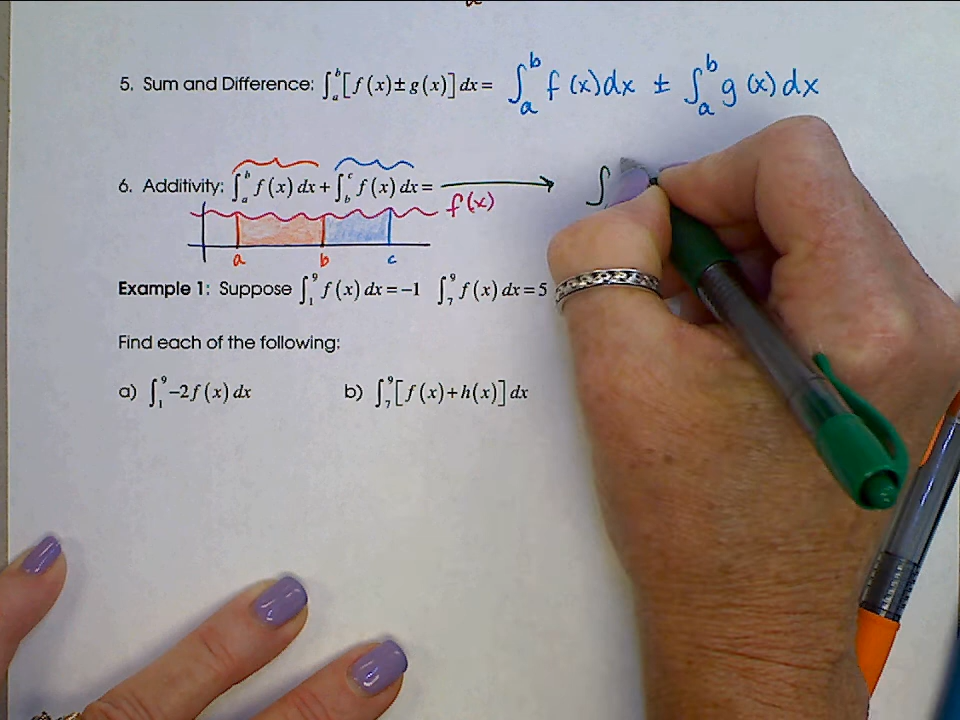 5. Sum and Difference: ∫_a^b [f(x) ± g(x)] dx = ∫_a^b f(x)dx ± ∫_a^b g(x)dx
6. Additivity: ∫_a^b f(x) dx + ∫_b^c f(x) dx = ⟶ ∫
f(x)
a b c
Example 1: Suppose ∫_1^9 f(x) dx = −1 ∫_7^9 f(x) dx = 5
Find each of the following:
a) ∫_1^9 −2f(x) dx b) ∫_7^9 [f(x) + h(x)] dx